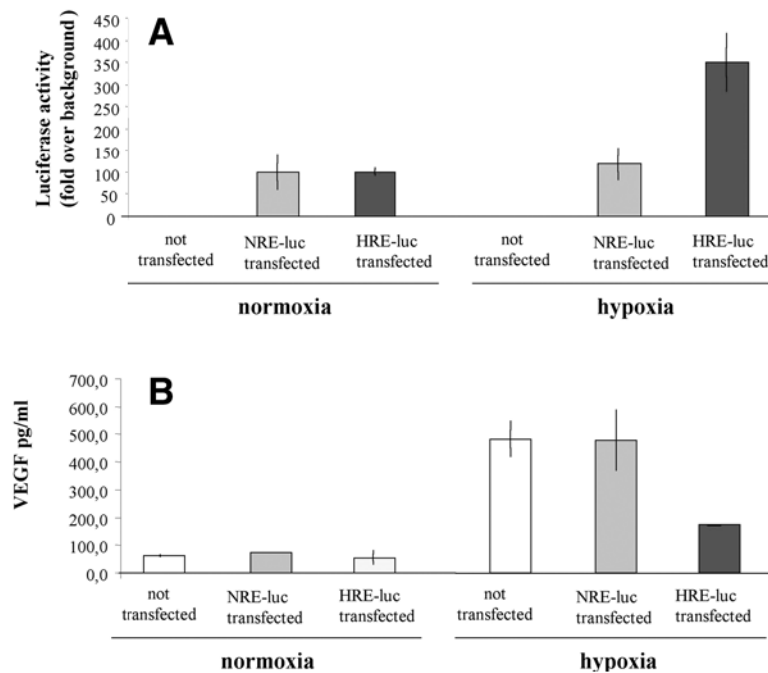 A
Luciferase activity
(fold over background)
450
400
350
300
250
200
150
100
50
0
not
transfected
NRE-luc
transfected
HRE-luc
transfected
not
transfected
NRE-luc
transfected
HRE-luc
transfected
normoxia
hypoxia
B
VEGF pg/ml
700,0
600,0
500,0
400,0
300,0
200,0
100,0
0,0
not
transfected
NRE-luc
transfected
HRE-luc
transfected
not
transfected
NRE-luc
transfected
HRE-luc
transfected
normoxia
hypoxia